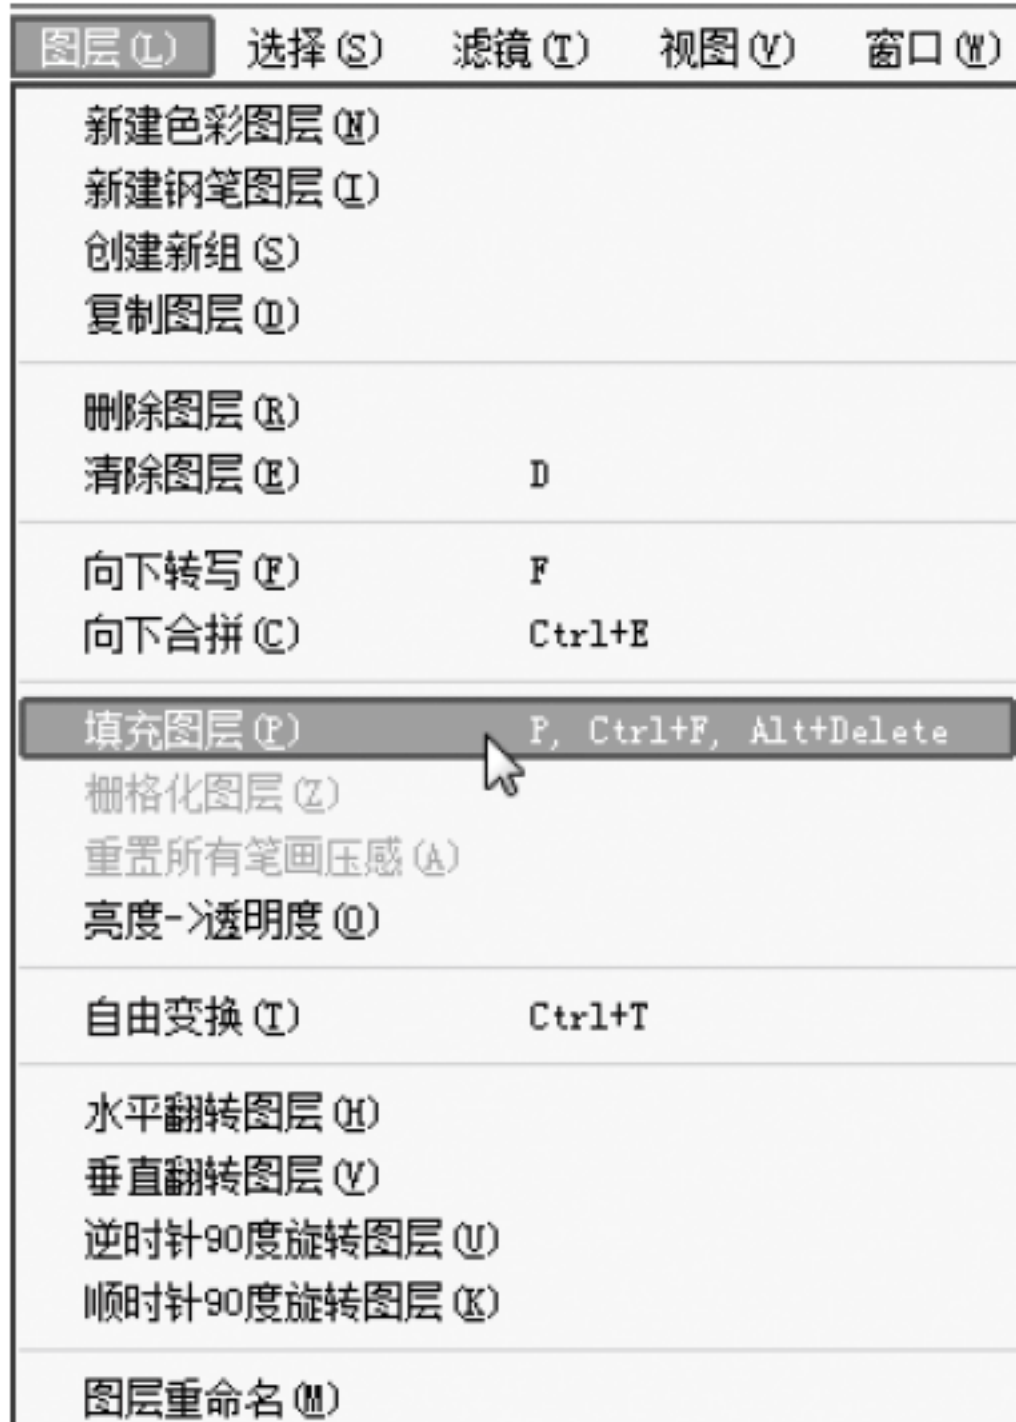 图层(L) 选择(S) 滤镜(T) 视图(V) 窗口(W)
新建色彩图层(N)
新建钢笔图层(I)
创建新组(S)
复制图层(D)
删除图层(R)
清除图层(E) D
向下转写(F) F
向下合拼(C) Ctrl+E
填充图层(P) P, Ctrl+F, Alt+Delete
栅格化图层(Z)
重置所有笔画压感(A)
亮度->透明度(O)
自由变换(T) Ctrl+T
水平翻转图层(H)
垂直翻转图层(V)
逆时针90度旋转图层(U)
顺时针90度旋转图层(K)
图层重命名(M)